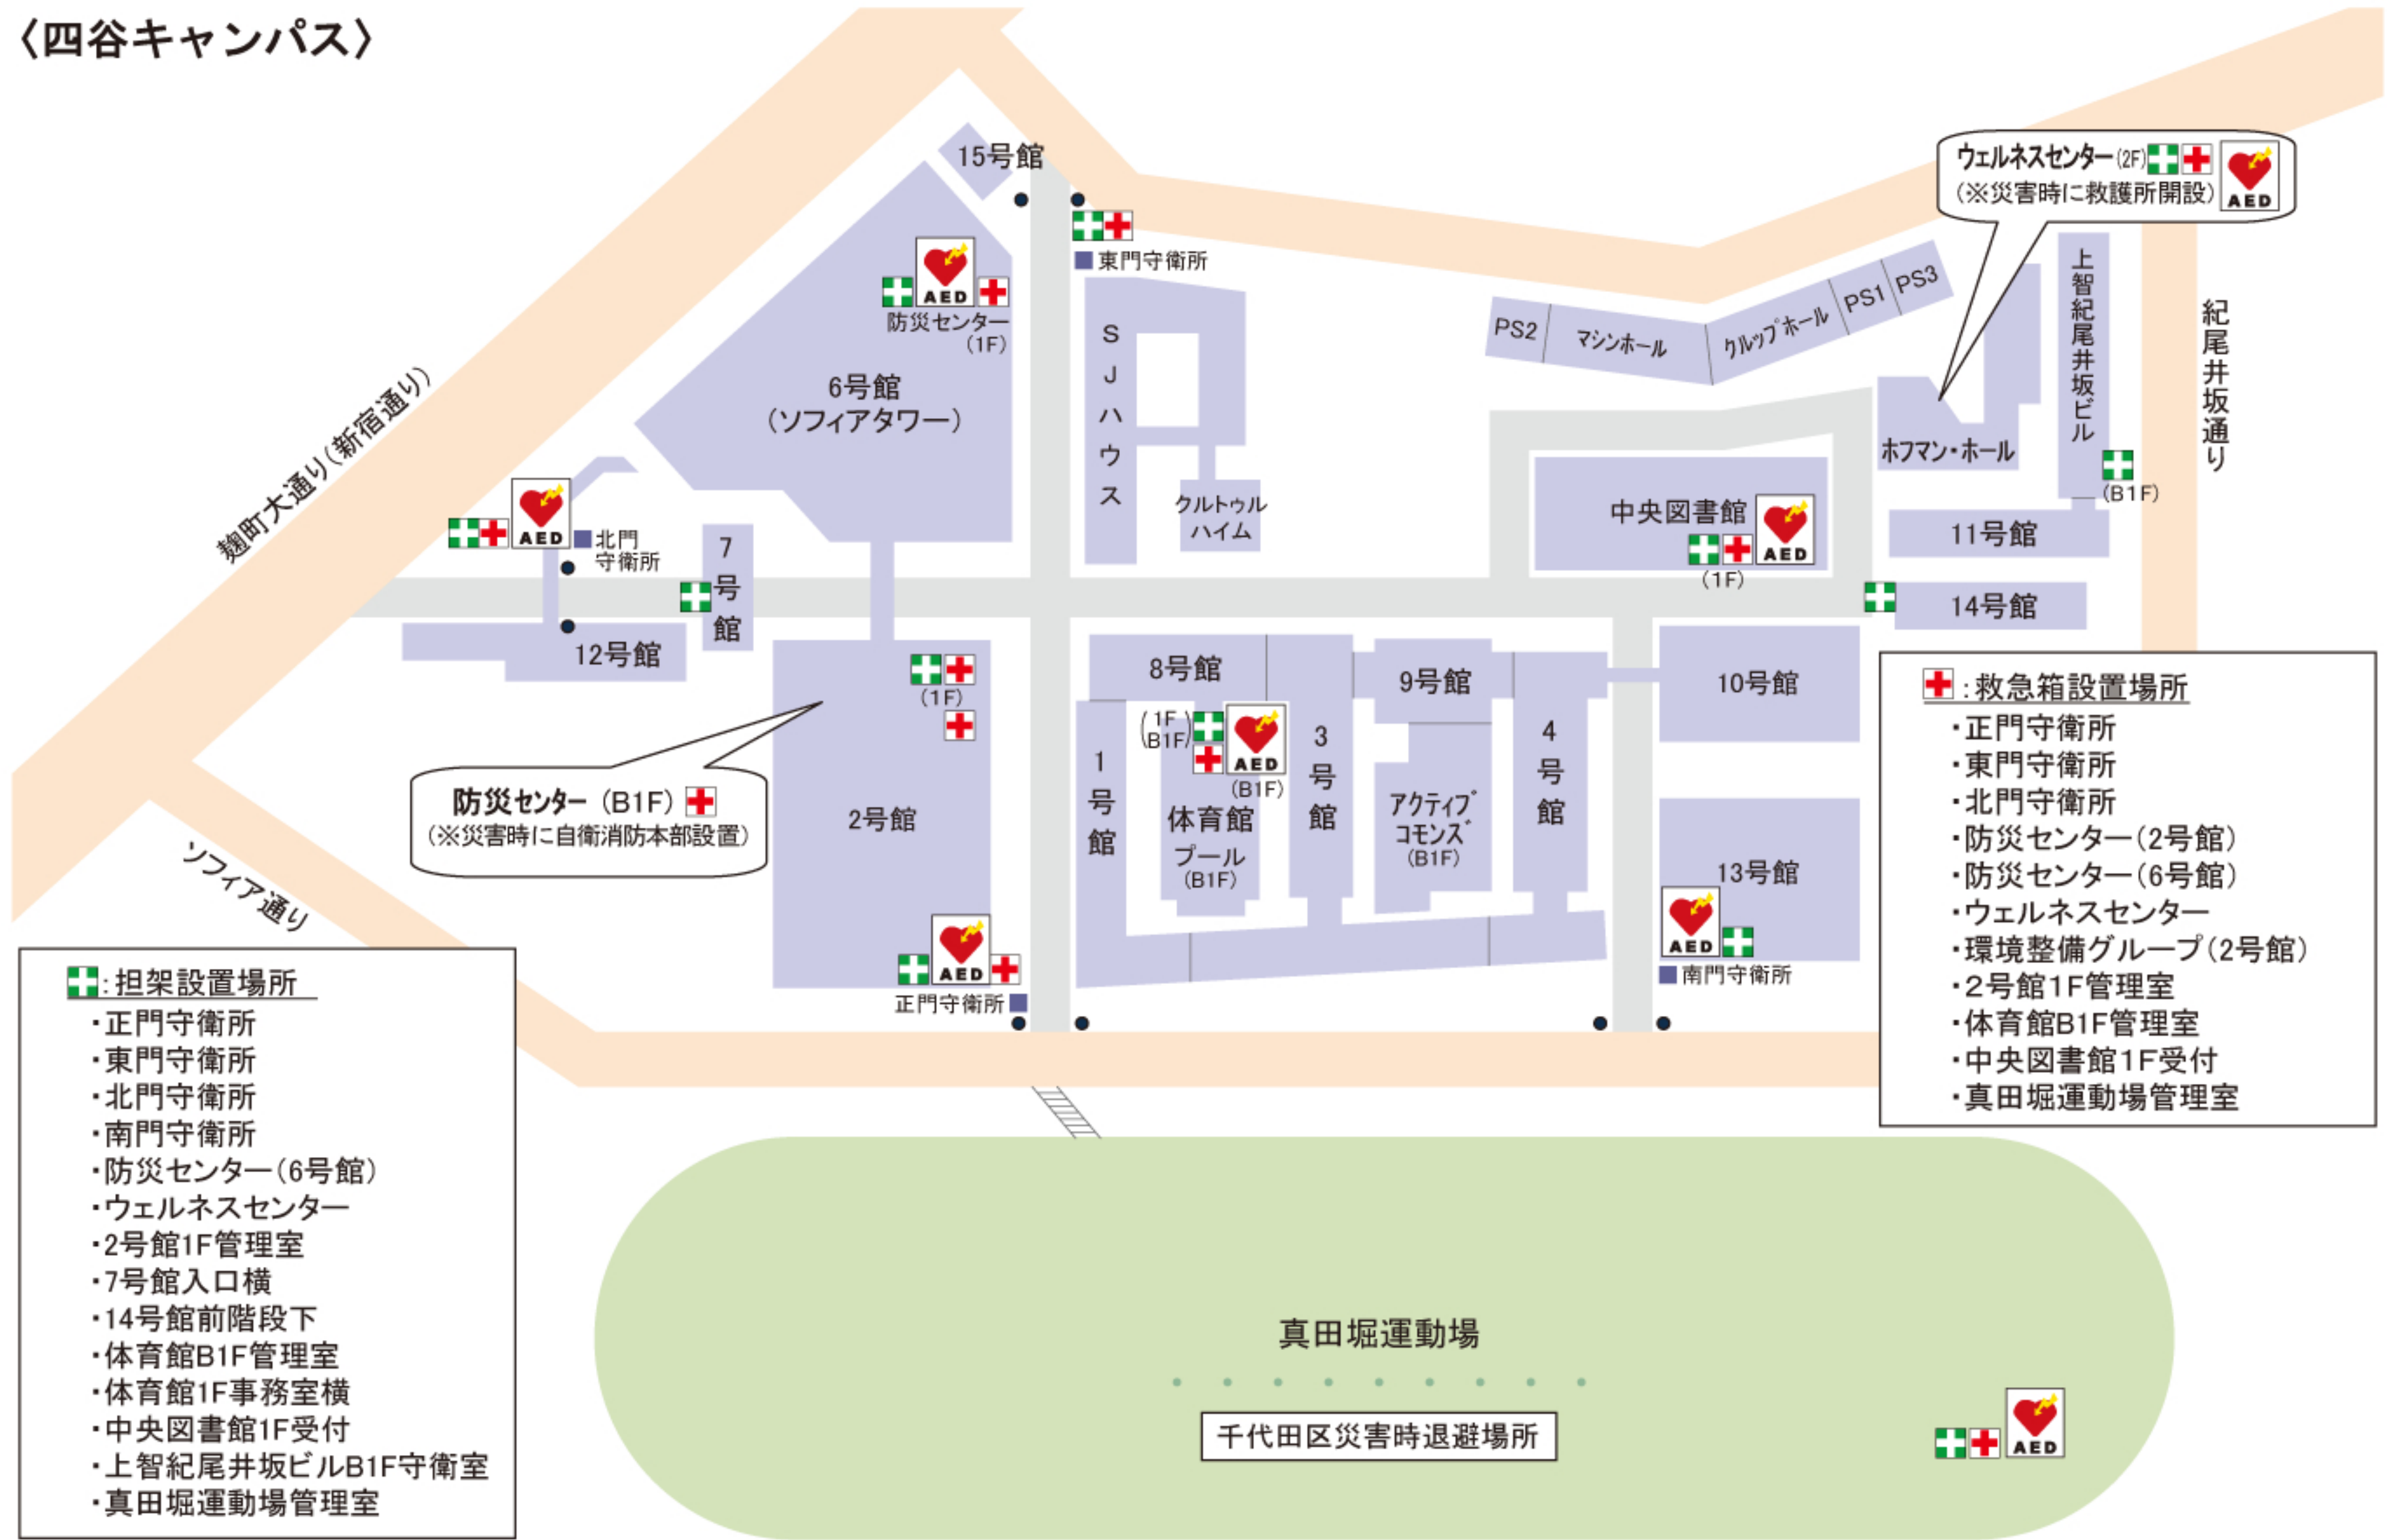 〈四谷キャンパス〉
15号館
東門守衛所
AED
防災センター
(1F)
6号館
(ソフィアタワー)
SJハウス
クルトゥル
ハイム
PS2
マシンホール
クルップホール
PS1
PS3
ウェルネスセンター(2F)
(※災害時に救護所開設)
AED
上智紀尾井坂ビル
(B1F)
紀尾井坂通り
ホフマン・ホール
麹町大通り(新宿通り)
AED
北門
守衛所
7号館
12号館
中央図書館
AED
(1F)
11号館
14号館
(1F)
防災センター (B1F)
(※災害時に自衛消防本部設置)
2号館
AED
正門守衛所
8号館
1号館
(1F)
(B1F)
AED
(B1F)
体育館
プール
(B1F)
3号館
9号館
アクティブ
コモンズ
(B1F)
4号館
10号館
13号館
AED
南門守衛所
ソフィア通り
:担架設置場所
・正門守衛所
・東門守衛所
・北門守衛所
・南門守衛所
・防災センター(6号館)
・ウェルネスセンター
・2号館1F管理室
・7号館入口横
・14号館前階段下
・体育館B1F管理室
・体育館1F事務室横
・中央図書館1F受付
・上智紀尾井坂ビルB1F守衛室
・真田堀運動場管理室
:救急箱設置場所
・正門守衛所
・東門守衛所
・北門守衛所
・防災センター(2号館)
・防災センター(6号館)
・ウェルネスセンター
・環境整備グループ(2号館)
・2号館1F管理室
・体育館B1F管理室
・中央図書館1F受付
・真田堀運動場管理室
真田堀運動場
千代田区災害時退避場所
AED